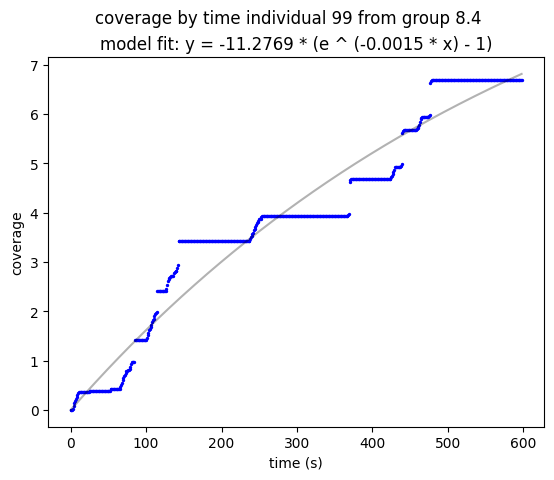 coverage by time individual 99 from group 8.4
model fit: y = -11.2769 * (e ^ (-0.0015 * x) - 1)
7
6
5
4
3
2
1
0
coverage
0 100 200 300 400 500 600
time (s)